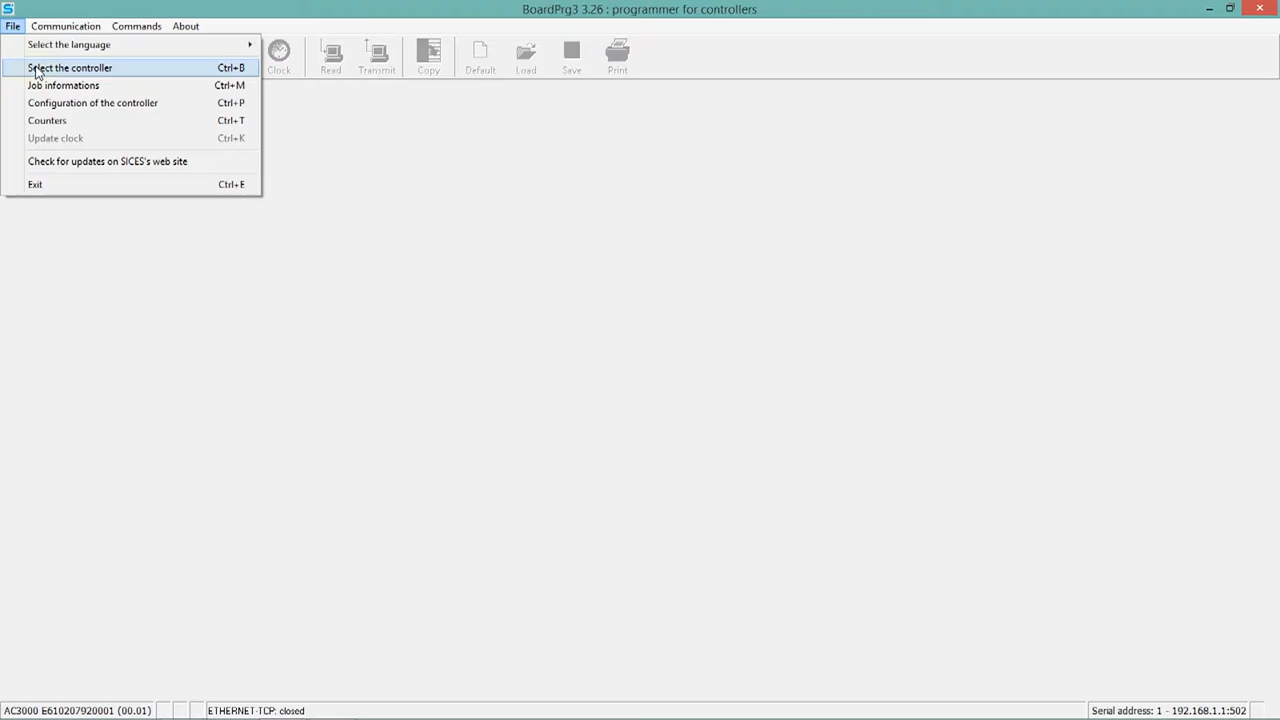 BoardPrg3 3.26 : programmer for controllers
File Communication Commands About
Select the language
Select the controller Ctrl+B
Job informations Ctrl+M
Configuration of the controller Ctrl+P
Counters Ctrl+T
Update clock Ctrl+K
Check for updates on SICES's web site
Exit Ctrl+E
Clock Read Transmit Copy Default Load Save Print
AC3000 E610207920001 (00.01) ETHERNET-TCP: closed Serial address: 1 - 192.168.1.1:502